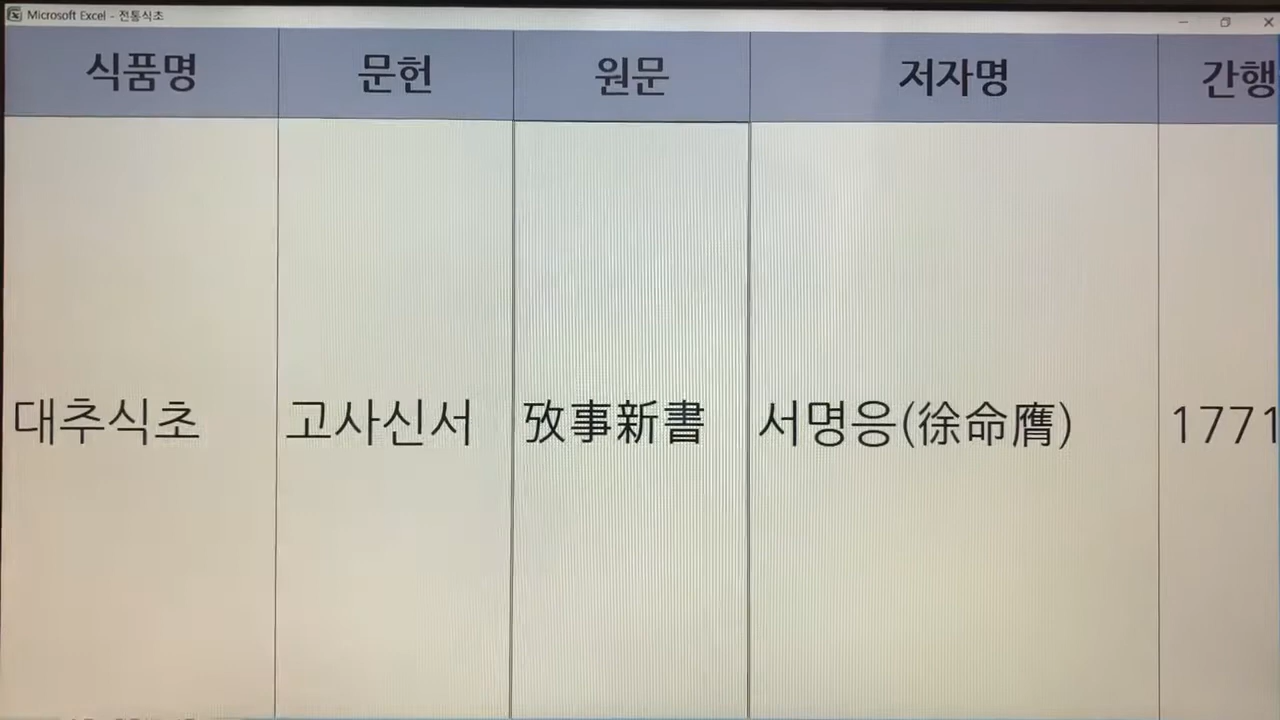 Microsoft Excel - 전통식초
식품명 문헌 원문 저자명 간행
대추식초 고사신서 攷事新書 서명응(徐命膺) 1771